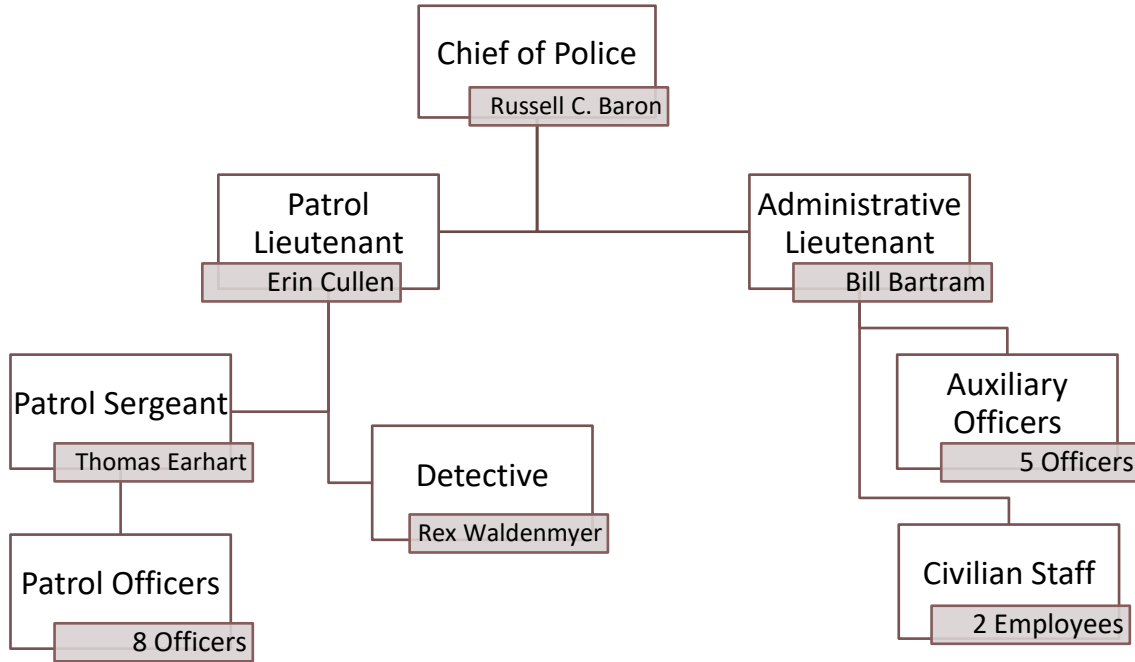 Chief of Police
Russell C. Baron
Patrol
Lieutenant
Erin Cullen
Administrative
Lieutenant
Bill Bartram
Patrol Sergeant
Thomas Earhart
Detective
Rex Waldenmyer
Patrol Officers
8 Officers
Auxiliary
Officers
5 Officers
Civilian Staff
2 Employees